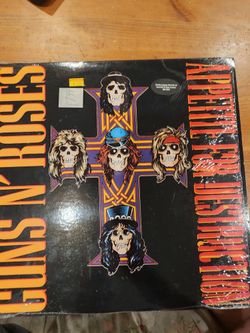 GUNS N' ROSES
APPETITE FOR DESTRUCTION